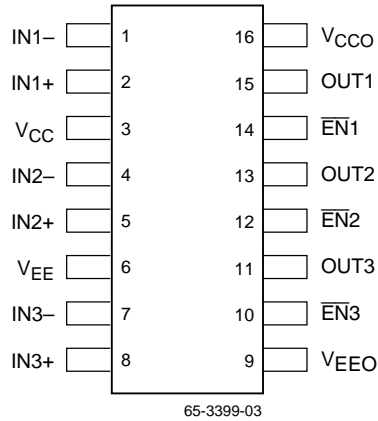 IN1– 1 16 VCCO
IN1+ 2 15 OUT1
VCC 3 14 EN1
IN2– 4 13 OUT2
IN2+ 5 12 EN2
VEE 6 11 OUT3
IN3– 7 10 EN3
IN3+ 8 9 VEEO
65-3399-03